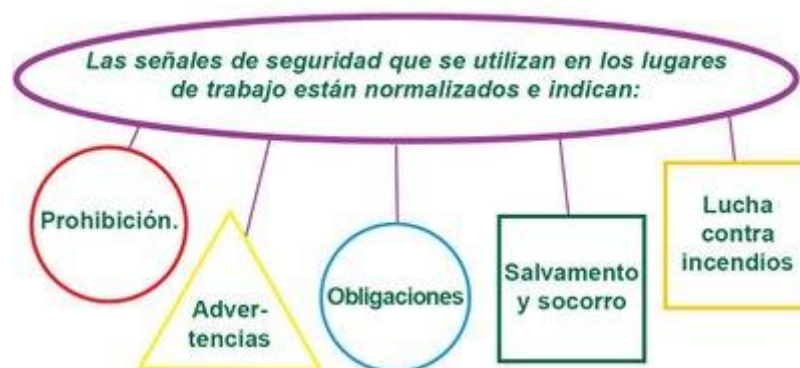 Las señales de seguridad que se utilizan en los lugares
de trabajo están normalizados e indican:
Prohibición.
Adver-
tencias
Obligaciones
Salvamento
y socorro
Lucha
contra
incendios